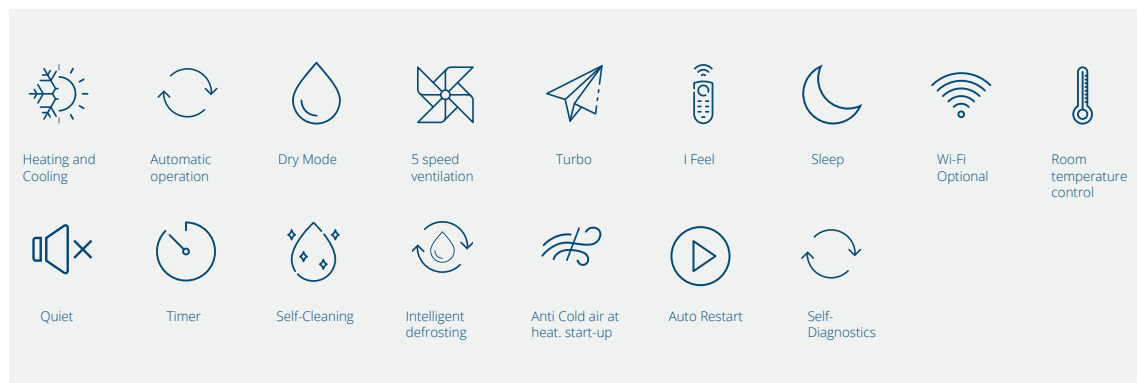 Heating and
Cooling
Automatic
operation
Dry Mode
5 speed
ventilation
Turbo
I Feel
Sleep
Wi-Fi
Optional
Room
temperature
control
Quiet
Timer
Self-Cleaning
Intelligent
defrosting
Anti Cold air at
heat. start-up
Auto Restart
Self-
Diagnostics